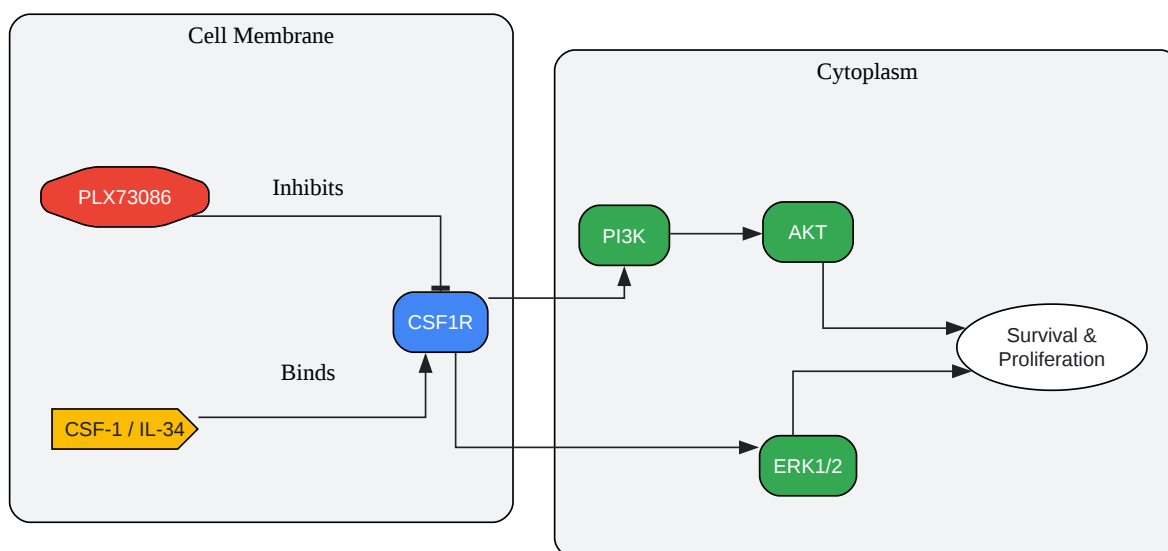 Cell Membrane
Cytoplasm
PLX73086
Inhibits
PI3K
AKT
CSF1R
Survival &
Proliferation
Binds
CSF-1 / IL-34
ERK1/2